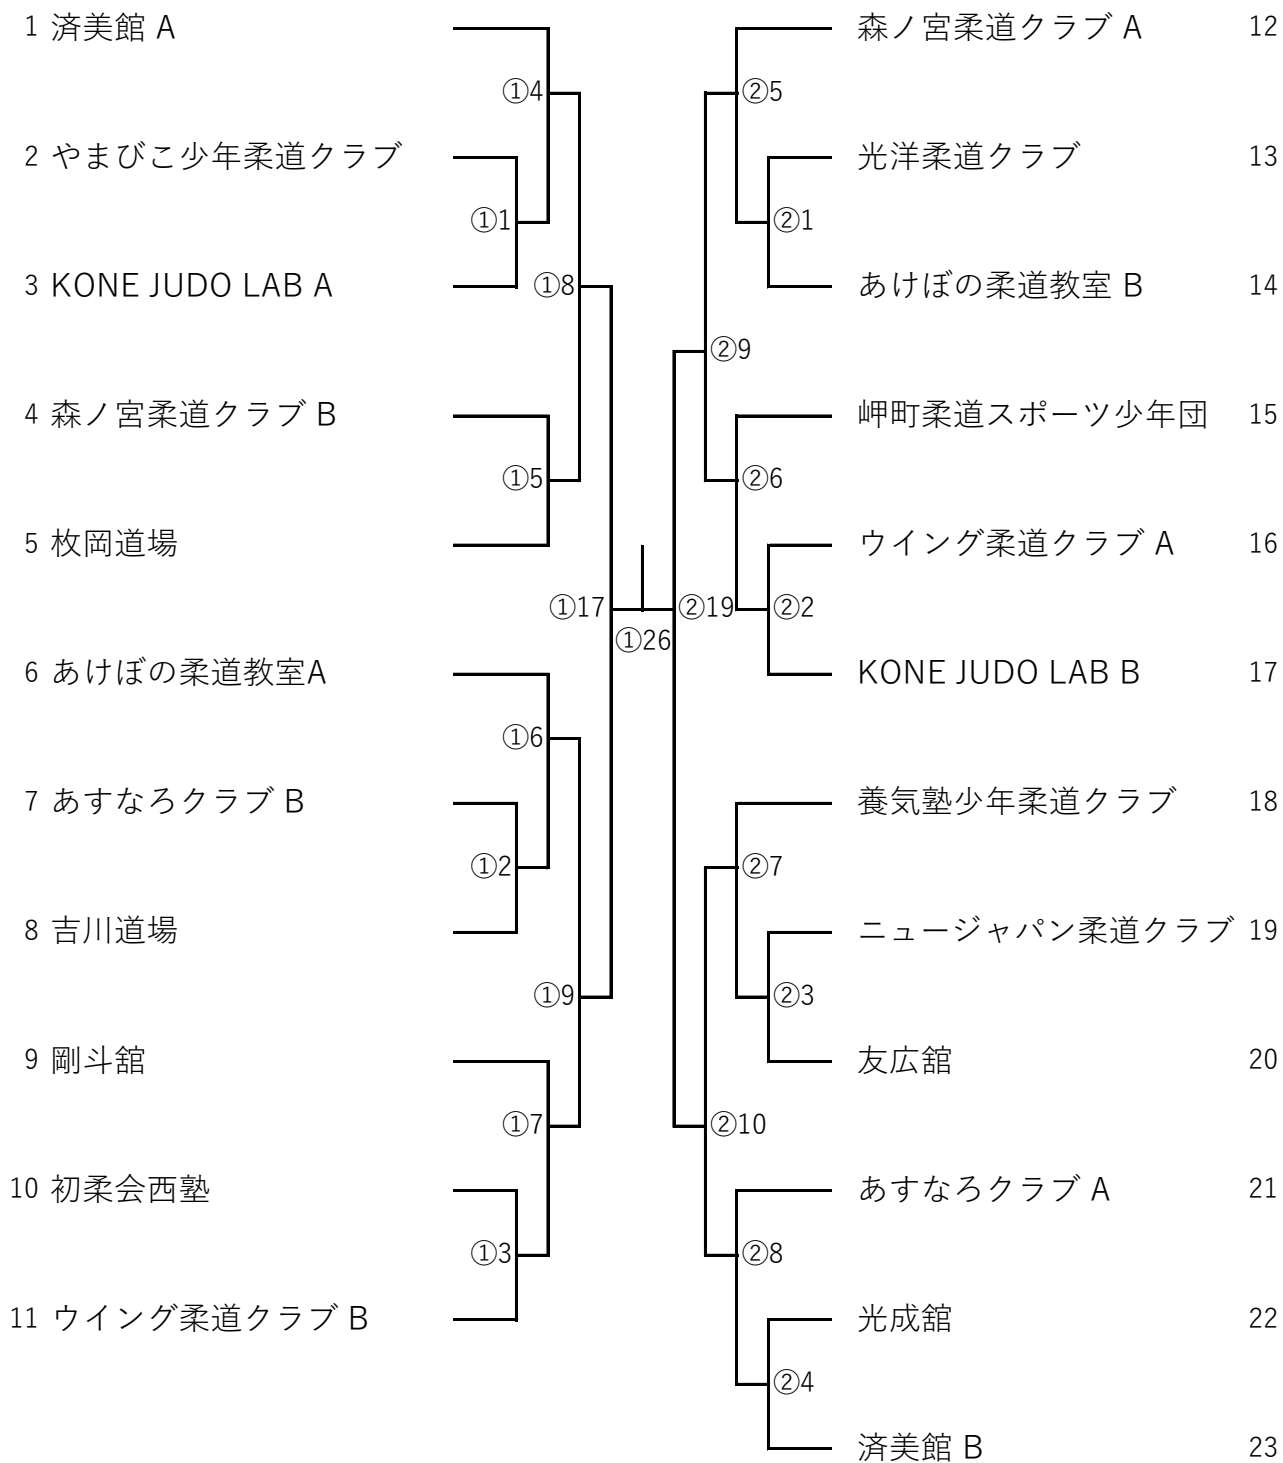 1 済美館 A
①4
2 やまびこ少年柔道クラブ
①1
3 KONE JUDO LAB A
①8
4 森ノ宮柔道クラブ B
①5
5 枚岡道場
①17
①26
6 あけぼの柔道教室A
①6
7 あすなろクラブ B
①2
8 吉川道場
①9
9 剛斗舘
①7
10 初柔会西塾
①3
11 ウイング柔道クラブ B
森ノ宮柔道クラブ A 12
②5
光洋柔道クラブ 13
②1
あけぼの柔道教室 B 14
②9
岬町柔道スポーツ少年団 15
②6
ウイング柔道クラブ A 16
②19
②2
KONE JUDO LAB B 17
養気塾少年柔道クラブ 18
②7
ニュージャパン柔道クラブ 19
②3
友広舘 20
②10
あすなろクラブ A 21
②8
光成舘 22
②4
済美館 B 23